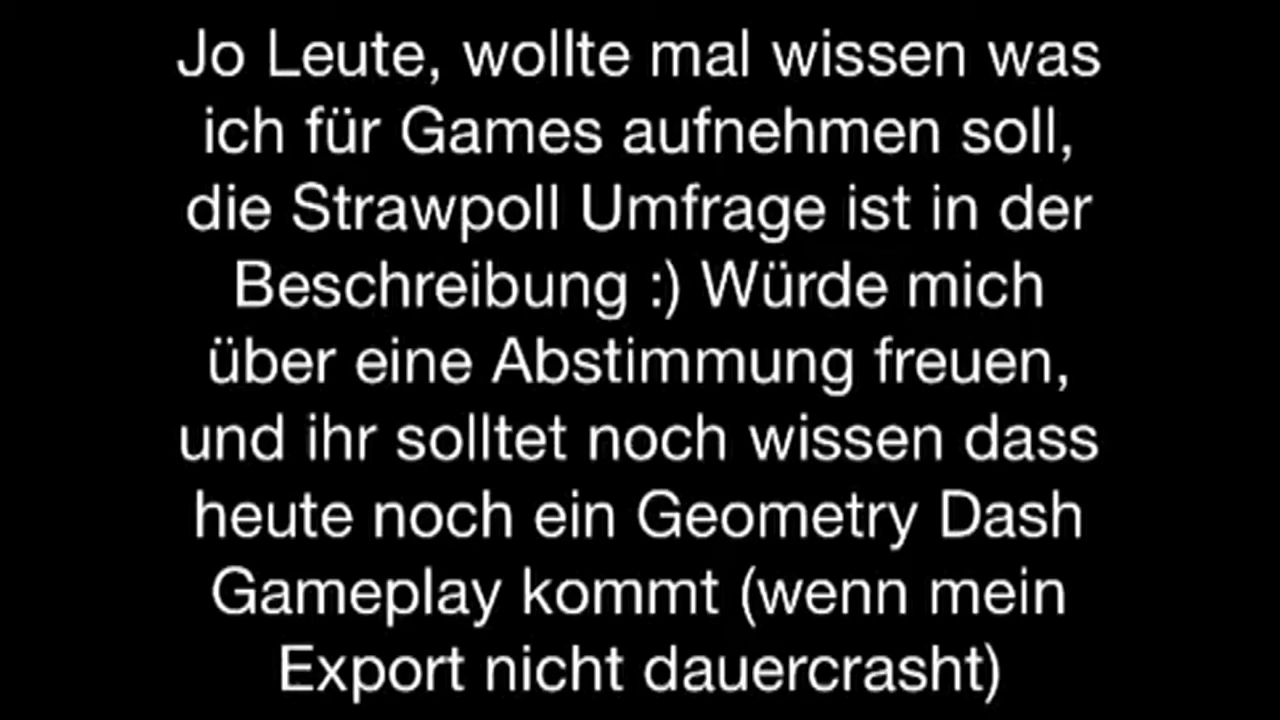 Jo Leute, wollte mal wissen was
ich für Games aufnehmen soll,
die Strawpoll Umfrage ist in der
Beschreibung :) Würde mich
über eine Abstimmung freuen,
und ihr solltet noch wissen dass
heute noch ein Geometry Dash
Gameplay kommt (wenn mein
Export nicht dauercrasht)